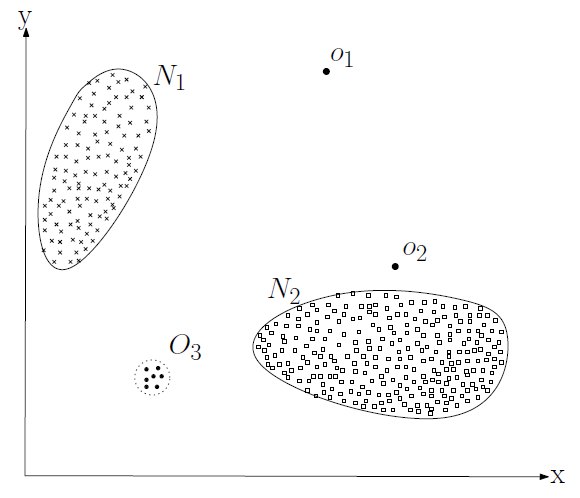 y
N₁
o₁
o₂
N₂
O₃
x